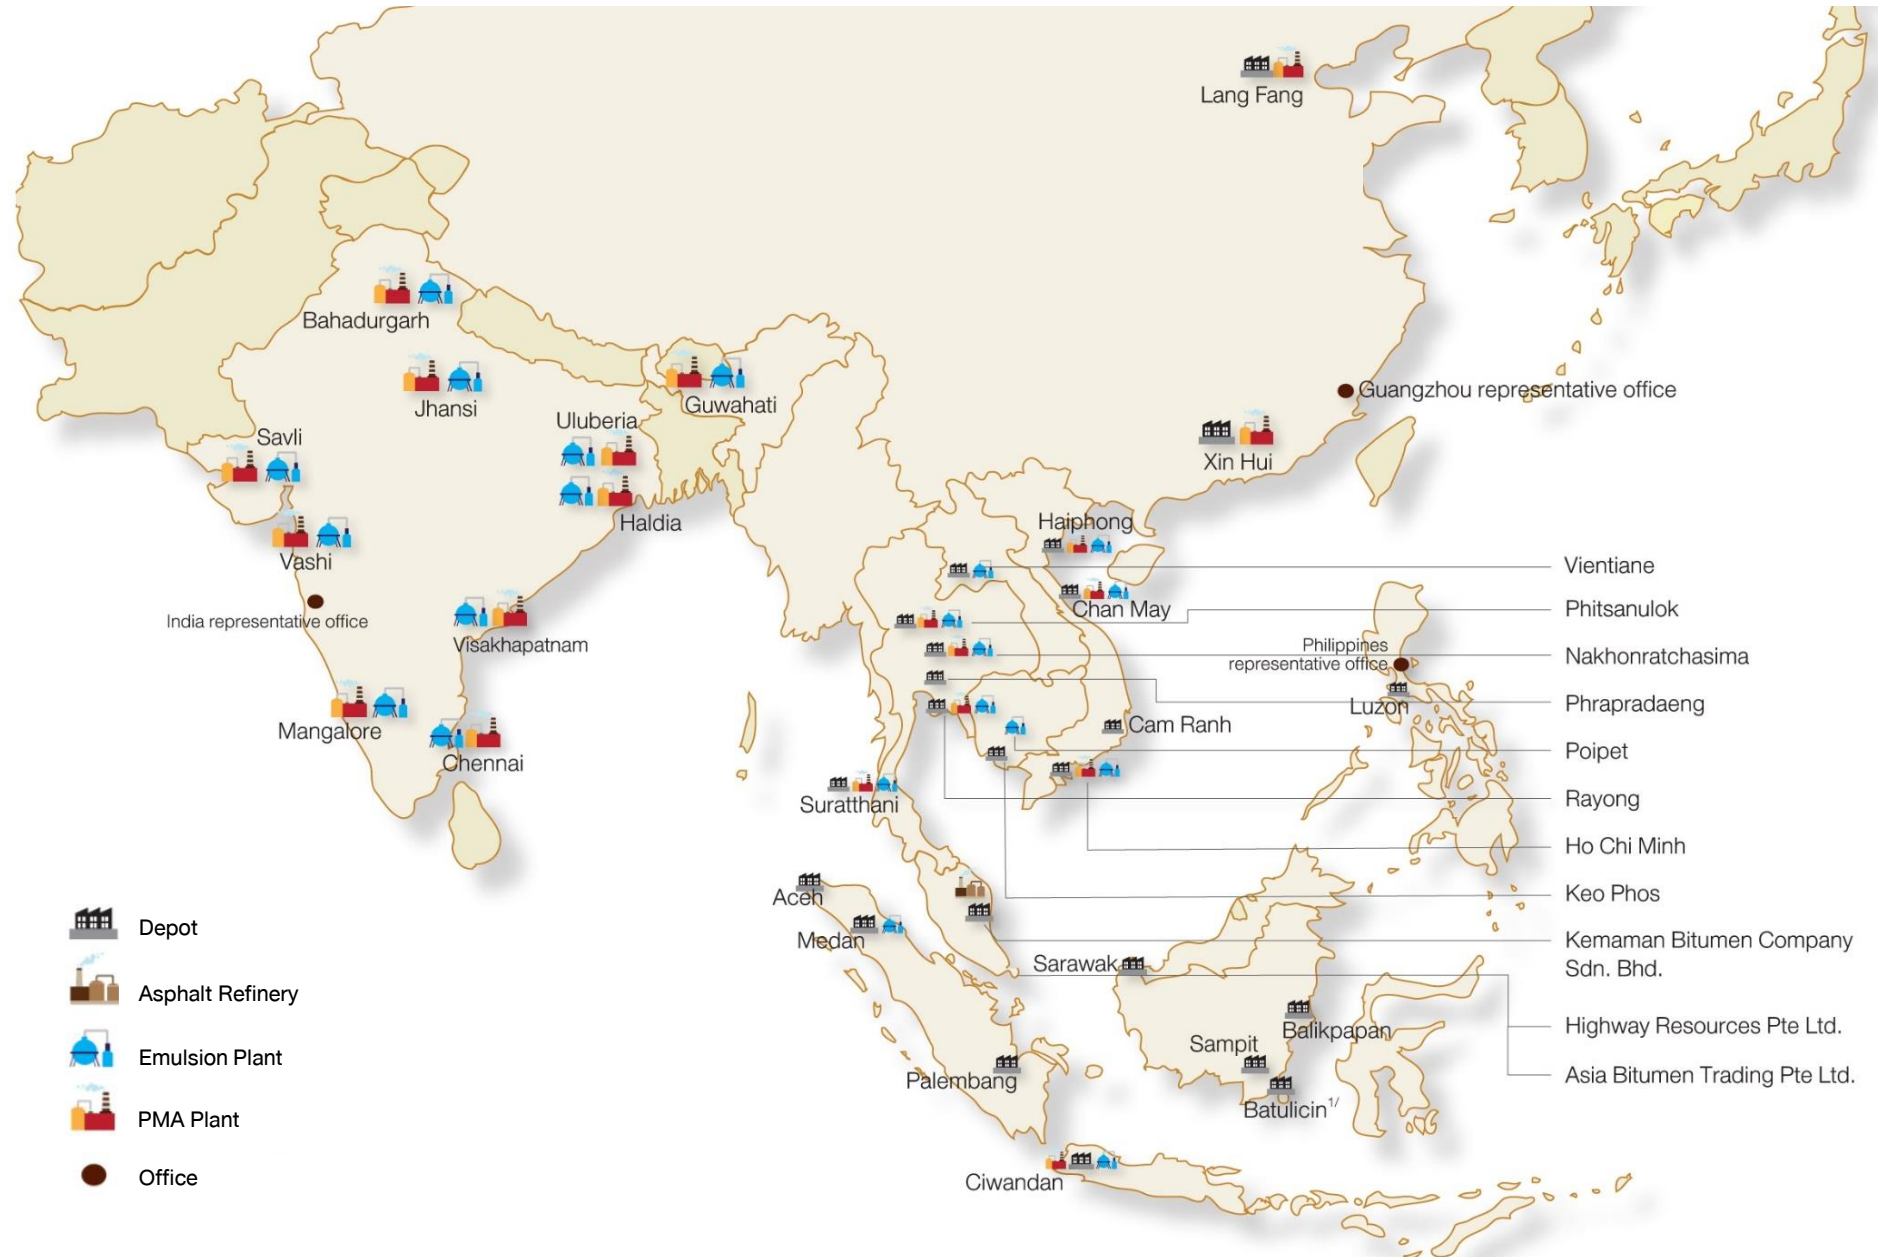 Lang Fang
Bahadurgarh
Jhansi
Guwahati
Uluberia
Savli
Haldia
Vashi
India representative office
Visakhapatnam
Mangalore
Chennai
Guangzhou representative office
Xin Hui
Haiphong
Chan May
Cam Ranh
Suratthani
Philippines
representative office
Luzon
Vientiane
Phitsanulok
Nakhonratchasima
Phrapradaeng
Poipet
Rayong
Ho Chi Minh
Keo Phos
Kemaman Bitumen Company
Sdn. Bhd.
Highway Resources Pte Ltd.
Asia Bitumen Trading Pte Ltd.
Aceh
Medan
Sarawak
Balikpapan
Sampit
Palembang
Batulicin¹/
Ciwandan
Depot
Asphalt Refinery
Emulsion Plant
PMA Plant
Office